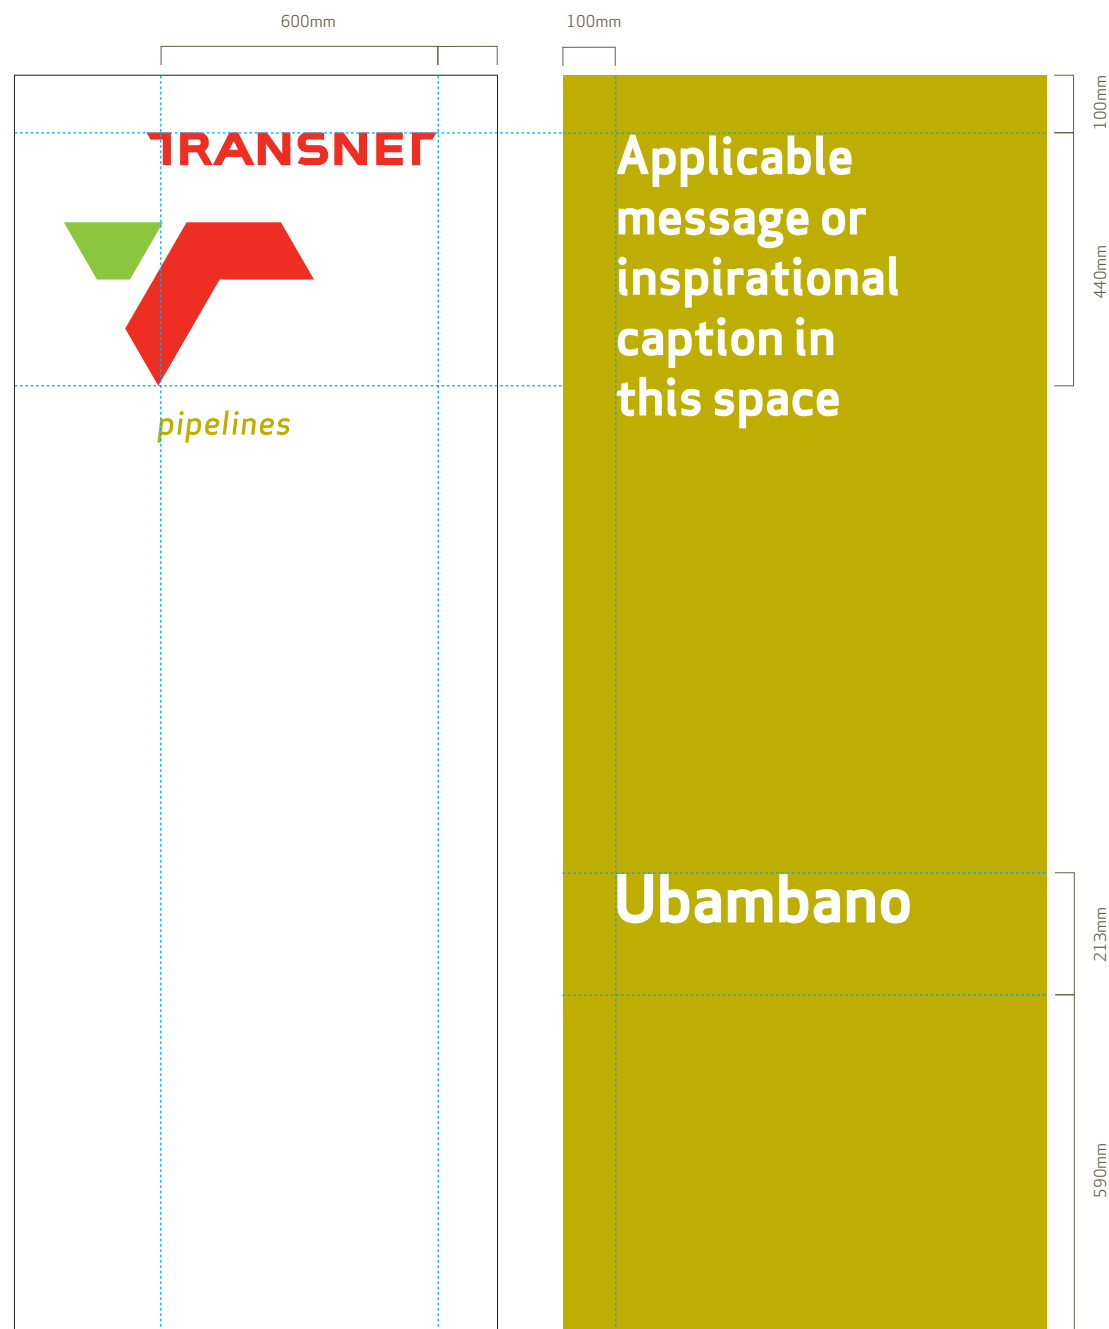 600mm
100mm
TRANSNET
pipelines
Applicable
message or
inspirational
caption in
this space
Ubambano
100mm
440mm
213mm
590mm